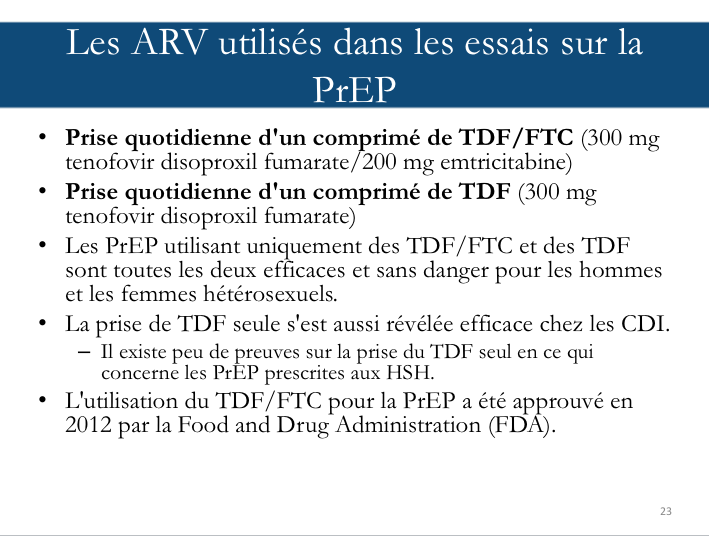 Les ARV utilisés dans les essais sur la
PrEP
• Prise quotidienne d'un comprimé de TDF/FTC (300 mg
tenofovir disoproxil fumarate/200 mg emtricitabine)
• Prise quotidienne d'un comprimé de TDF (300 mg
tenofovir disoproxil fumarate)
• Les PrEP utilisant uniquement des TDF/FTC et des TDF
sont toutes les deux efficaces et sans danger pour les hommes
et les femmes hétérosexuels.
• La prise de TDF seule s'est aussi révélée efficace chez les CDI.
– Il existe peu de preuves sur la prise du TDF seul en ce qui
concerne les PrEP prescrites aux HSH.
• L'utilisation du TDF/FTC pour la PrEP a été approuvé en
2012 par la Food and Drug Administration (FDA).
23